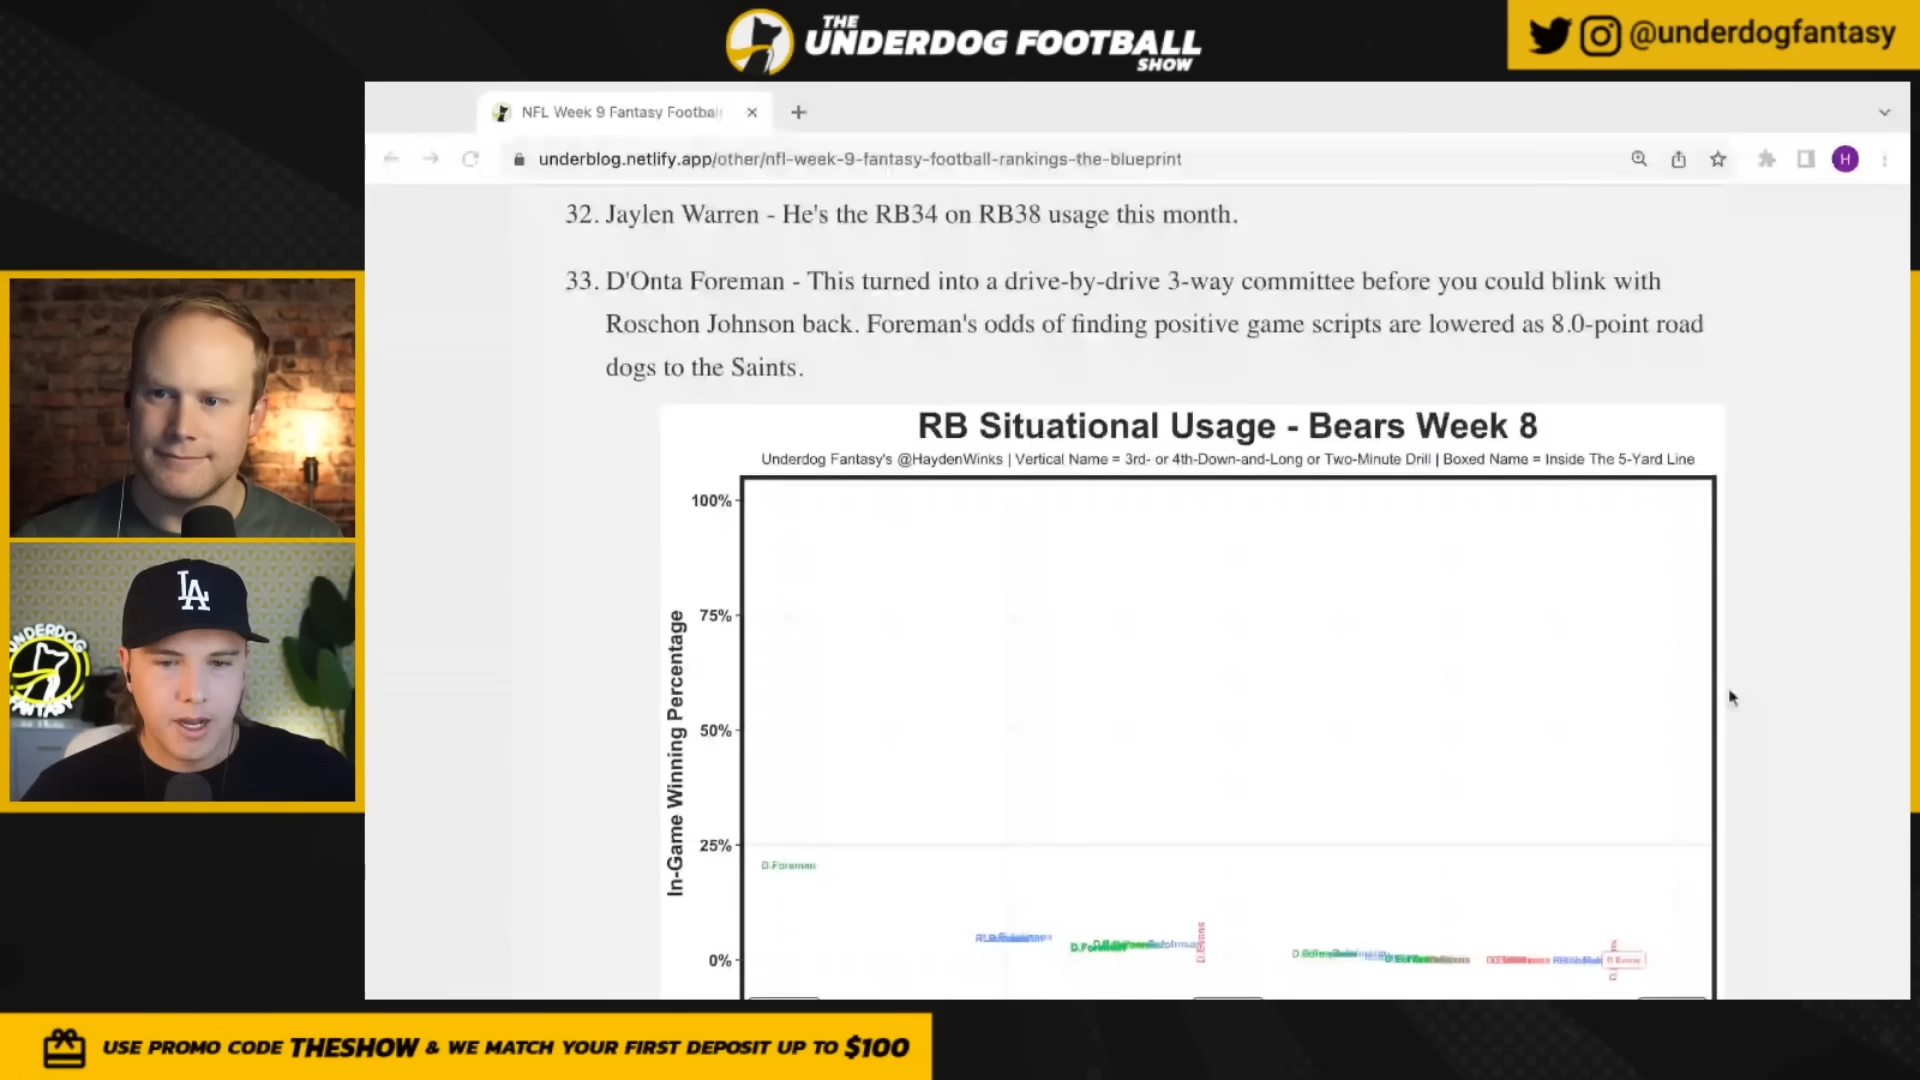 THE
UNDERDOG FOOTBALL
SHOW
@underdogfantasy
NFL Week 9 Fantasy Footbal
underblog.netlify.app/other/nfl-week-9-fantasy-football-rankings-the-blueprint
H
32. Jaylen Warren - He's the RB34 on RB38 usage this month.
33. D'Onta Foreman - This turned into a drive-by-drive 3-way committee before you could blink with
Roschon Johnson back. Foreman's odds of finding positive game scripts are lowered as 8.0-point road
dogs to the Saints.
RB Situational Usage - Bears Week 8
Underdog Fantasy's @HaydenWinks | Vertical Name = 3rd- or 4th-Down-and-Long or Two-Minute Drill | Boxed Name = Inside The 5-Yard Line
In-Game Winning Percentage
100%
75%
50%
25%
0%
D.Foreman
D.Evans
D.Evans
LA
UNDERDOG
FANTASY
USE PROMO CODE THESHOW & WE MATCH YOUR FIRST DEPOSIT UP TO $100